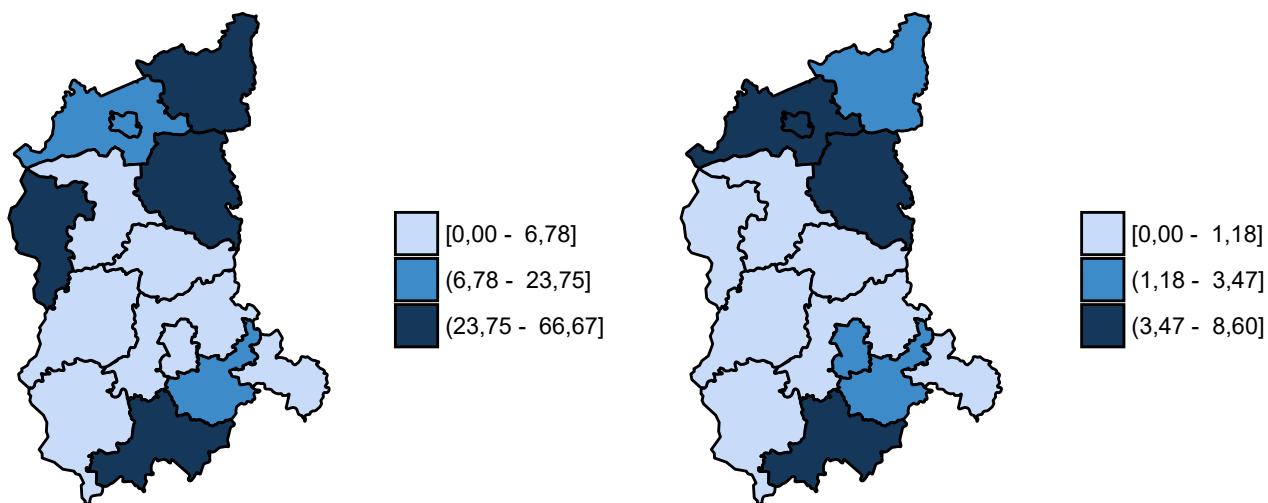 [0,00 - 6,78]
(6,78 - 23,75]
(23,75 - 66,67]
[0,00 - 1,18]
(1,18 - 3,47]
(3,47 - 8,60]